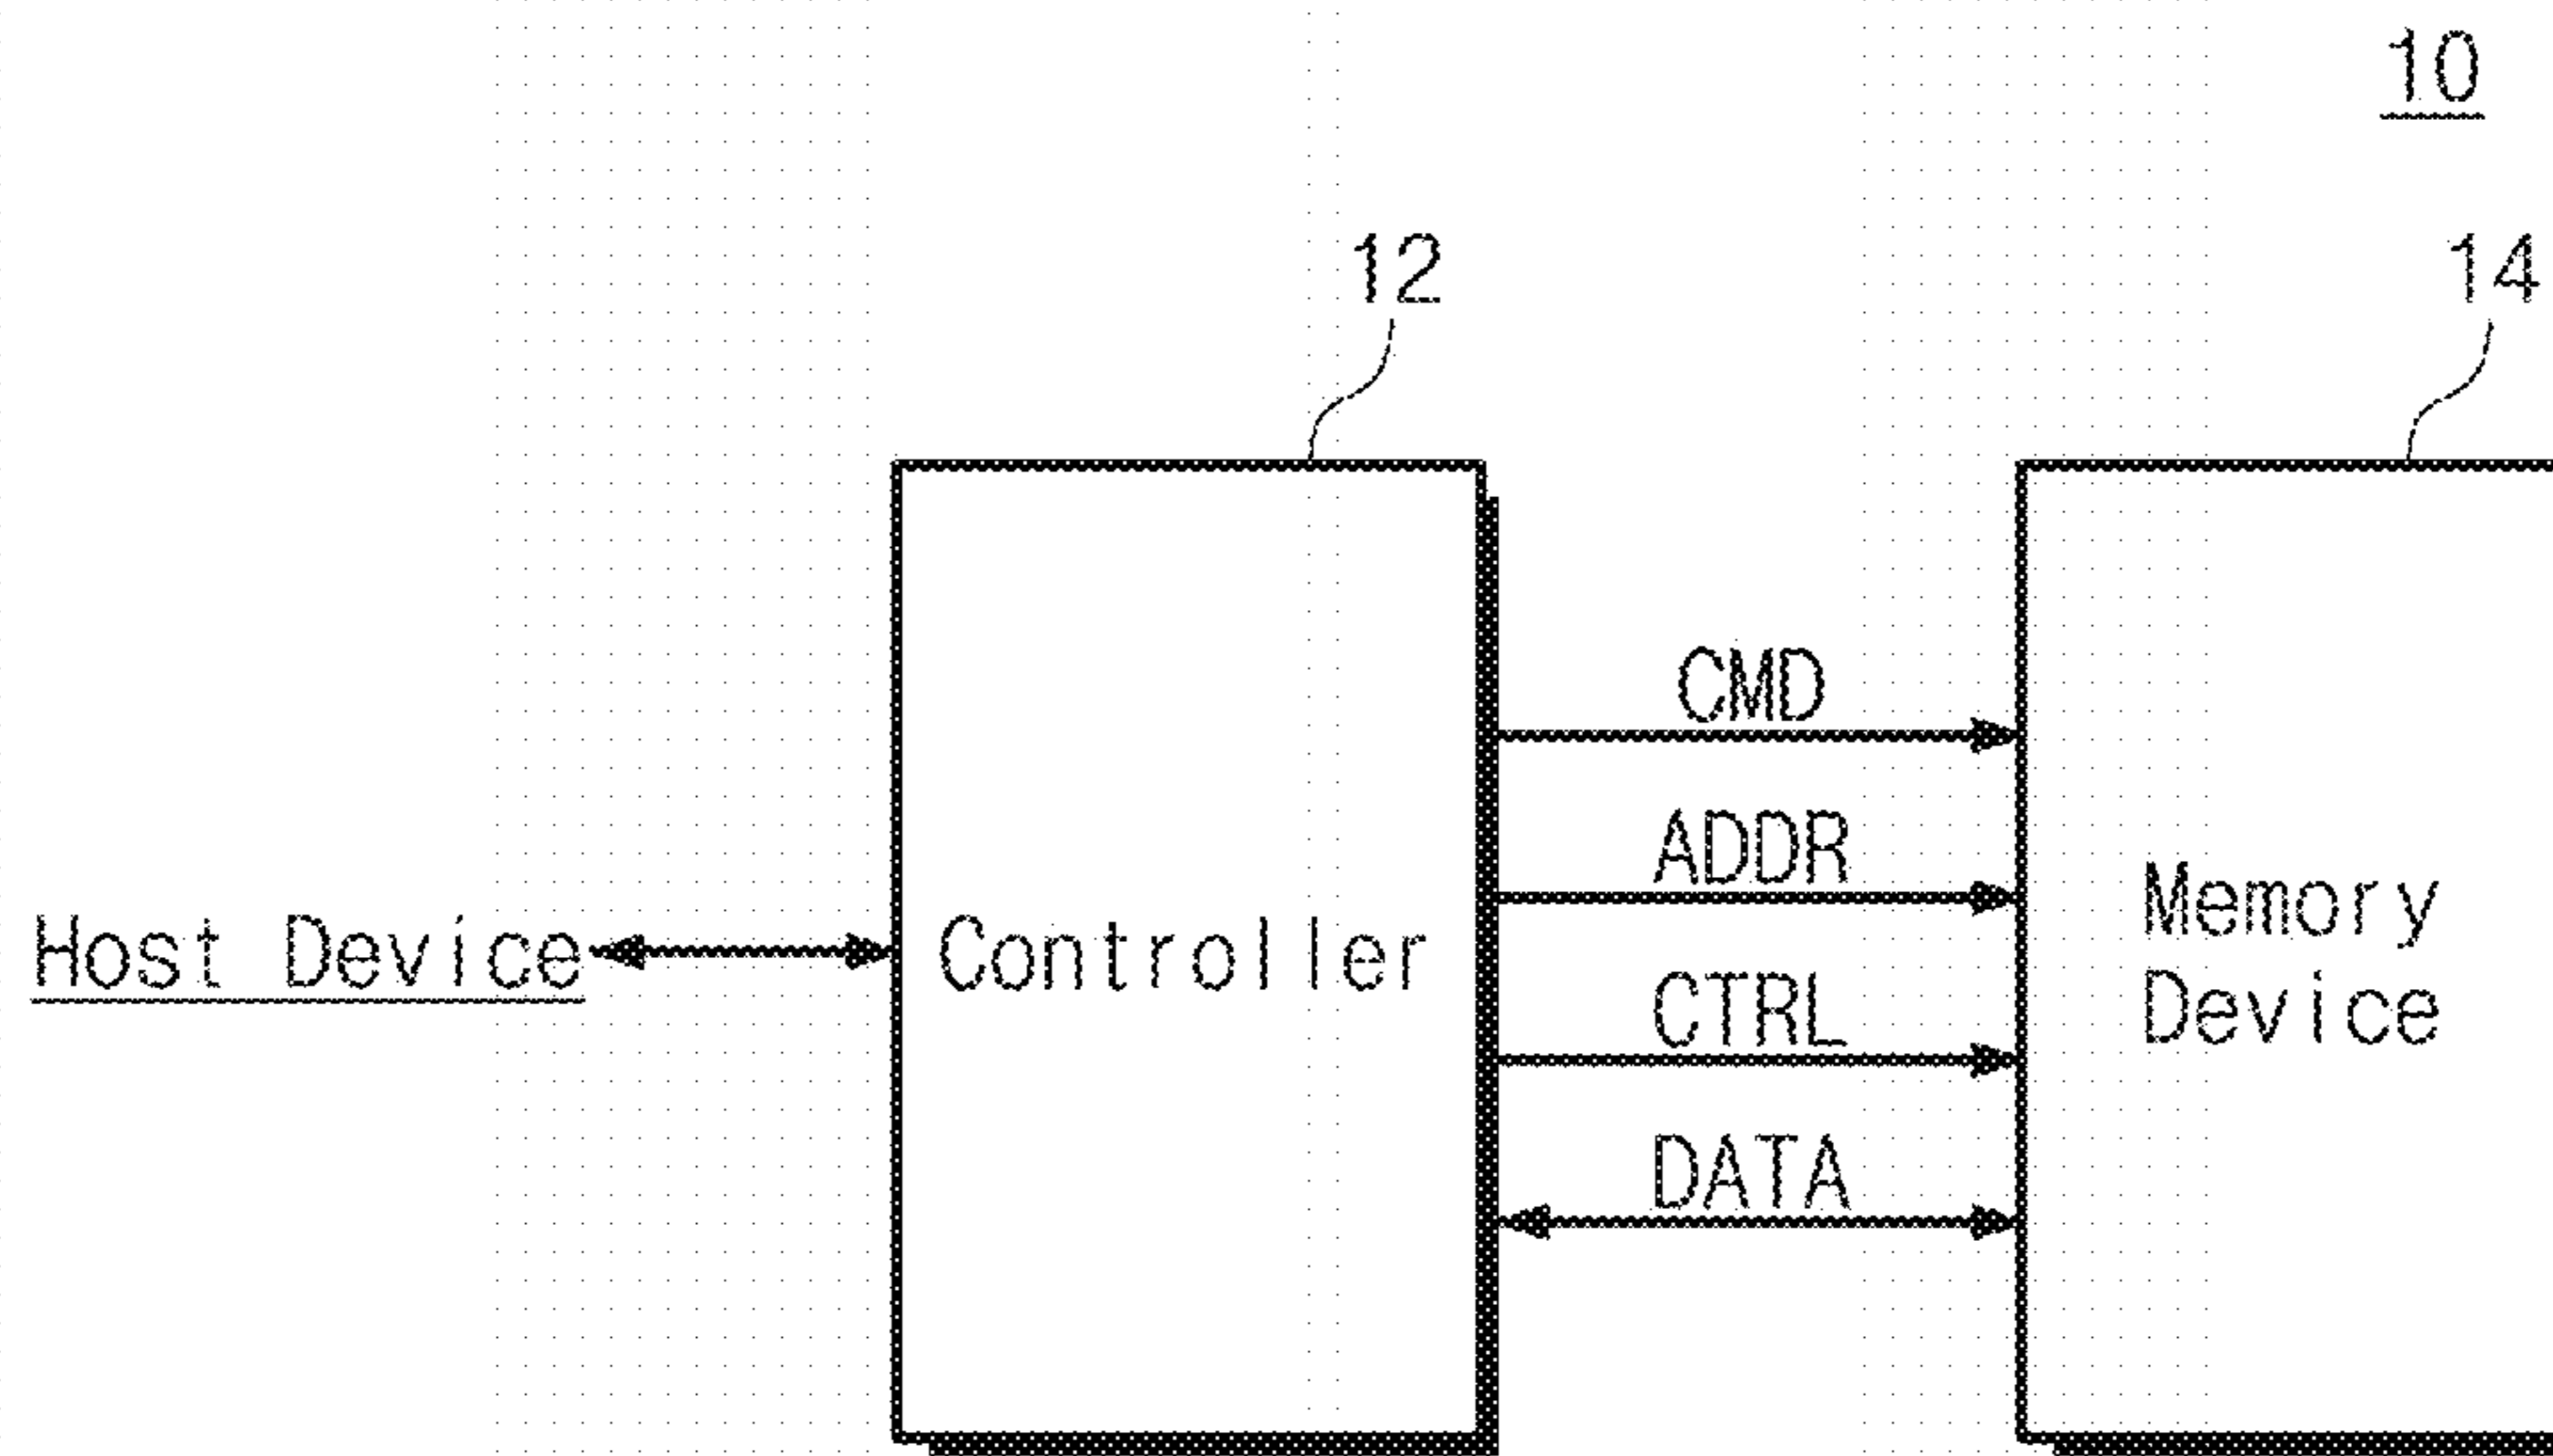 10
12
14
CMD
ADDR
Memory
Host Device
Controller
Device
CTRL
DATA